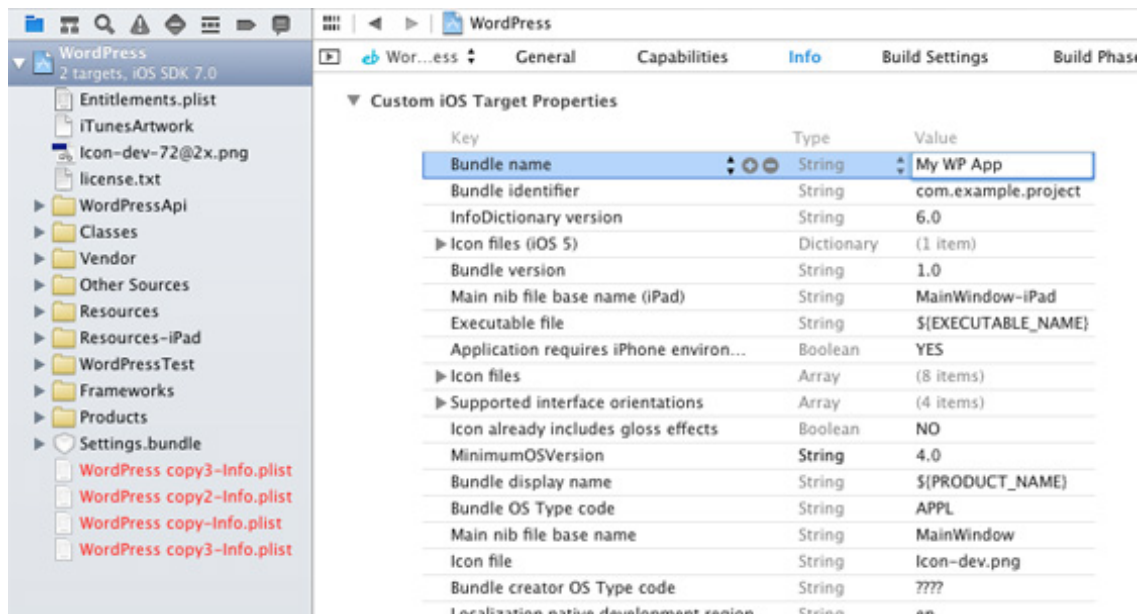 WordPress
WordPress
2 targets, iOS SDK 7.0
Entitlements.plist
iTunesArtwork
Icon-dev-72@2x.png
license.txt
WordPressApi
Classes
Vendor
Other Sources
Resources
Resources-iPad
WordPressTest
Frameworks
Products
Settings.bundle
WordPress copy3-Info.plist
WordPress copy2-Info.plist
WordPress copy-Info.plist
WordPress copy3-Info.plist
Wor...ess General Capabilities Info Build Settings Build Phase
Custom iOS Target Properties
Key Type Value
Bundle name String My WP App
Bundle identifier String com.example.project
InfoDictionary version String 6.0
Icon files (iOS 5) Dictionary (1 item)
Bundle version String 1.0
Main nib file base name (iPad) String MainWindow-iPad
Executable file String ${EXECUTABLE_NAME}
Application requires iPhone environ... Boolean YES
Icon files Array (8 items)
Supported interface orientations Array (4 items)
Icon already includes gloss effects Boolean NO
MinimumOSVersion String 4.0
Bundle display name String ${PRODUCT_NAME}
Bundle OS Type code String APPL
Main nib file base name String MainWindow
Icon file String Icon-dev.png
Bundle creator OS Type code String ????
Localization native development region String en